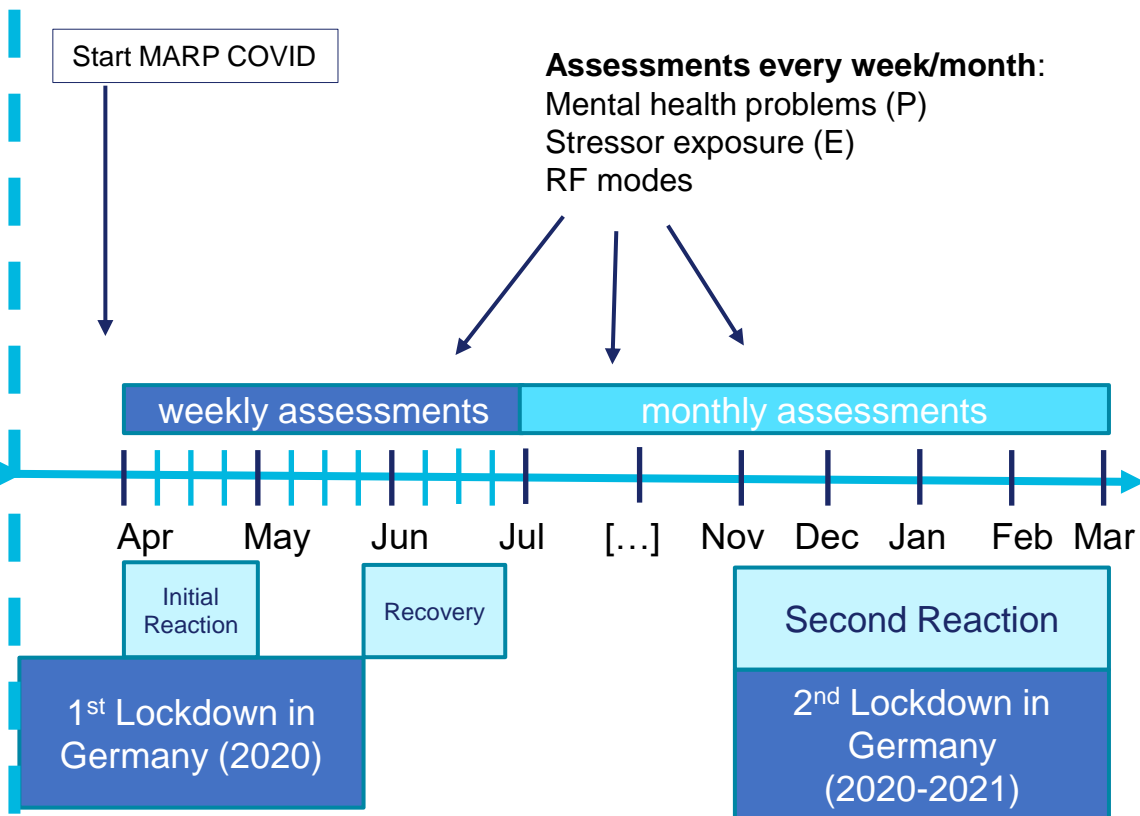 Start MARP COVID
Assessments every week/month:
Mental health problems (P)
Stressor exposure (E)
RF modes
weekly assessments
monthly assessments
Apr May Jun Jul [...] Nov Dec Jan Feb Mar
Initial
Reaction
Recovery
Second Reaction
1st Lockdown in
Germany (2020)
2nd Lockdown in
Germany
(2020-2021)